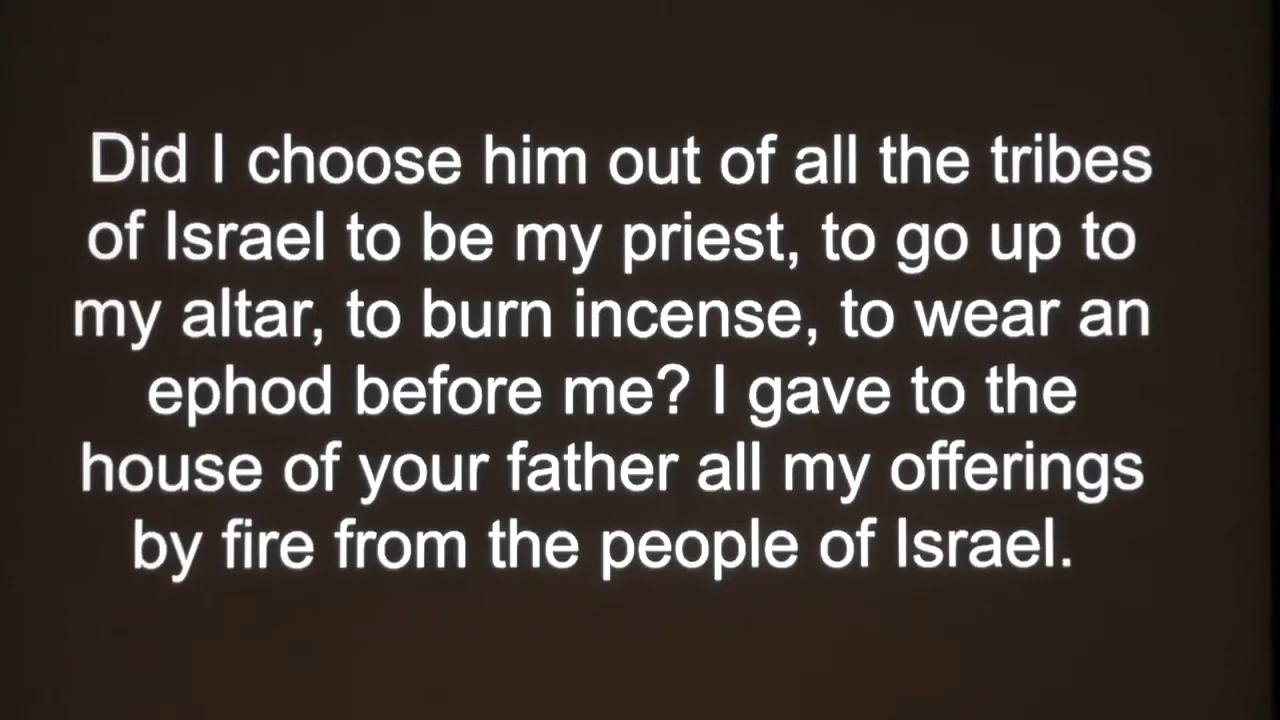 Did I choose him out of all the tribes
of Israel to be my priest, to go up to
my altar, to burn incense, to wear an
ephod before me? I gave to the
house of your father all my offerings
by fire from the people of Israel.